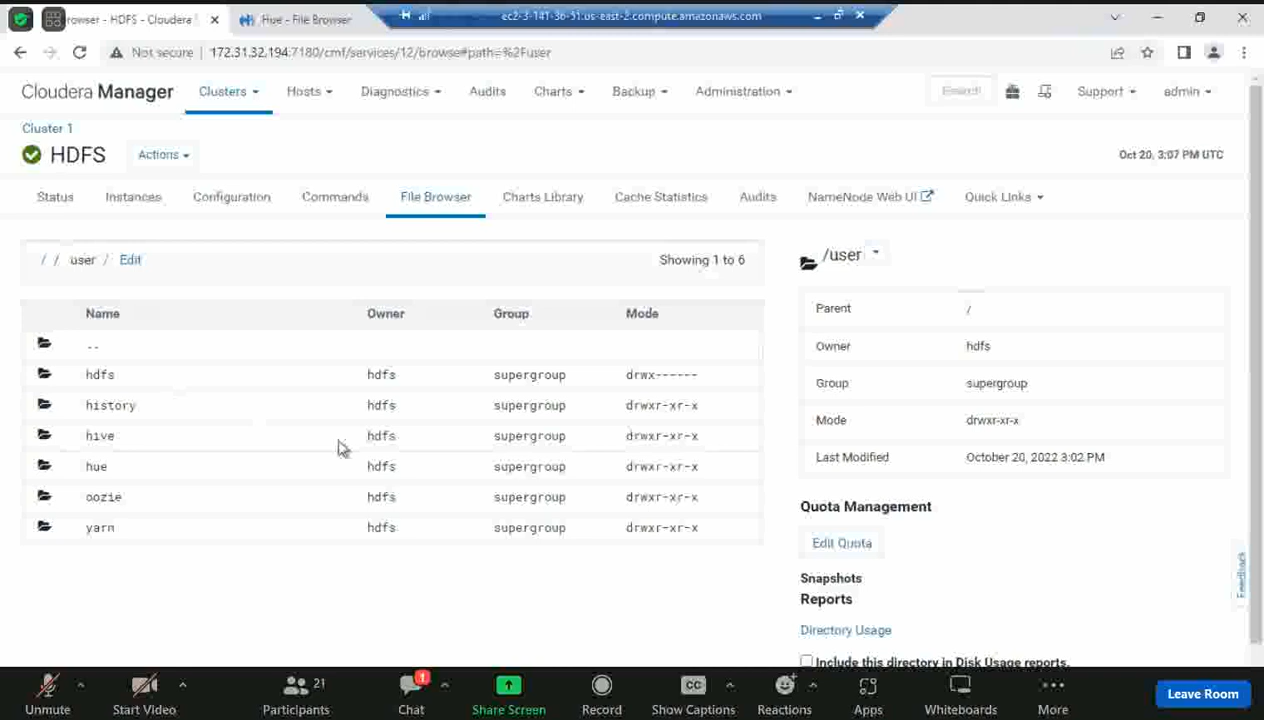 rowser - HDFS - Cloudera
Hue - File Browser
ec2-3-141-36-51.us-east-2.compute.amazonaws.com
Not secure | 172.31.32.194:7180/cmf/services/12/browse#path=%2Fuser
Cloudera Manager
Clusters
Hosts
Diagnostics
Audits
Charts
Backup
Administration
Search
Support
admin
Cluster 1
HDFS
Actions
Oct 20, 3:07 PM UTC
Status
Instances
Configuration
Commands
File Browser
Charts Library
Cache Statistics
Audits
NameNode Web UI
Quick Links
/ / user / Edit
Showing 1 to 6
Name Owner Group Mode
..
hdfs hdfs supergroup drwx------
history hdfs supergroup drwxr-xr-x
hive hdfs supergroup drwxr-xr-x
hue hdfs supergroup drwxr-xr-x
oozie hdfs supergroup drwxr-xr-x
yarn hdfs supergroup drwxr-xr-x
/user
Parent /
Owner hdfs
Group supergroup
Mode drwxr-xr-x
Last Modified October 20, 2022 3:02 PM
Quota Management
Edit Quota
Snapshots
Reports
Directory Usage
Include this directory in Disk Usage reports.
Feedback
Unmute
Start Video
21
Participants
1
Chat
Share Screen
Record
CC
Show Captions
Reactions
Apps
Whiteboards
More
Leave Room